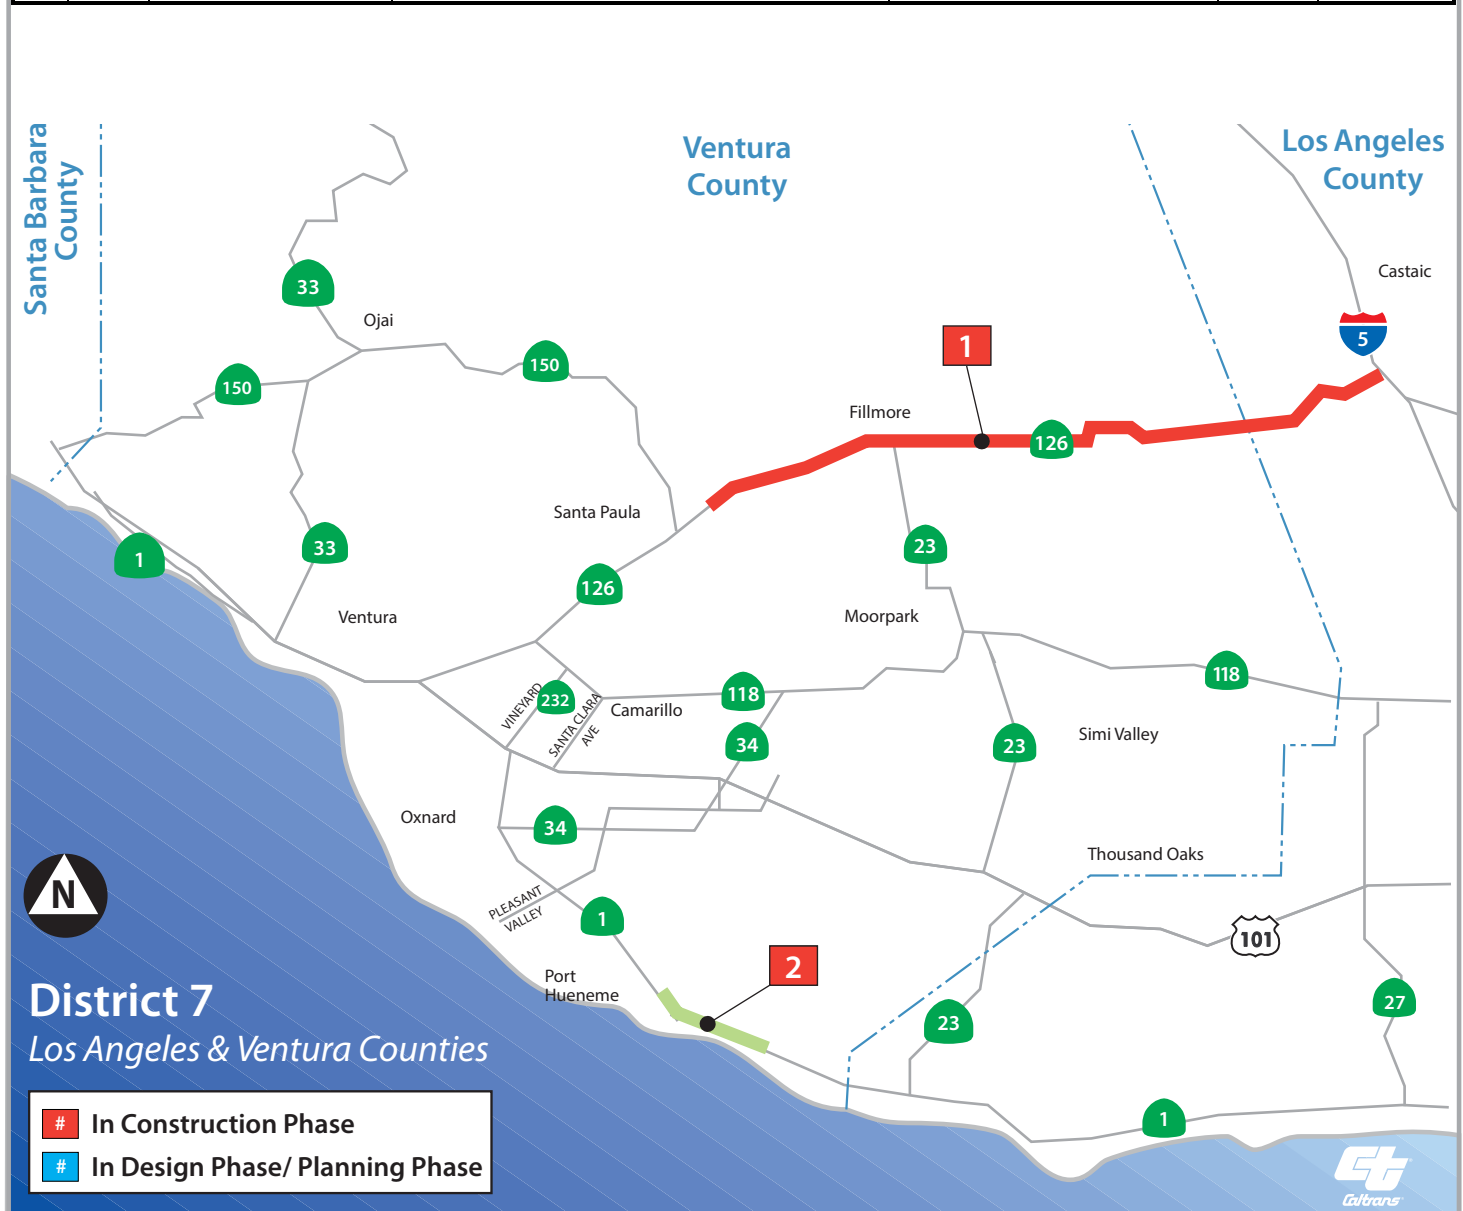 Santa Barbara
County
Ventura
County
Los Angeles
County
Castaic
33
5
Ojai
1
150
150
Fillmore
126
Santa Paula
33
23
1
126
Ventura
Moorpark
118
VINEYARD
232
118
SANTA CLARA
AVE
Camarillo
34
23
Simi Valley
Oxnard
34
Thousand Oaks
N
PLEASANT
VALLEY
1
101
2
Port
Hueneme
27
23
District 7
Los Angeles & Ventura Counties
1
# In Construction Phase
# In Design Phase/ Planning Phase
ct
Caltrans